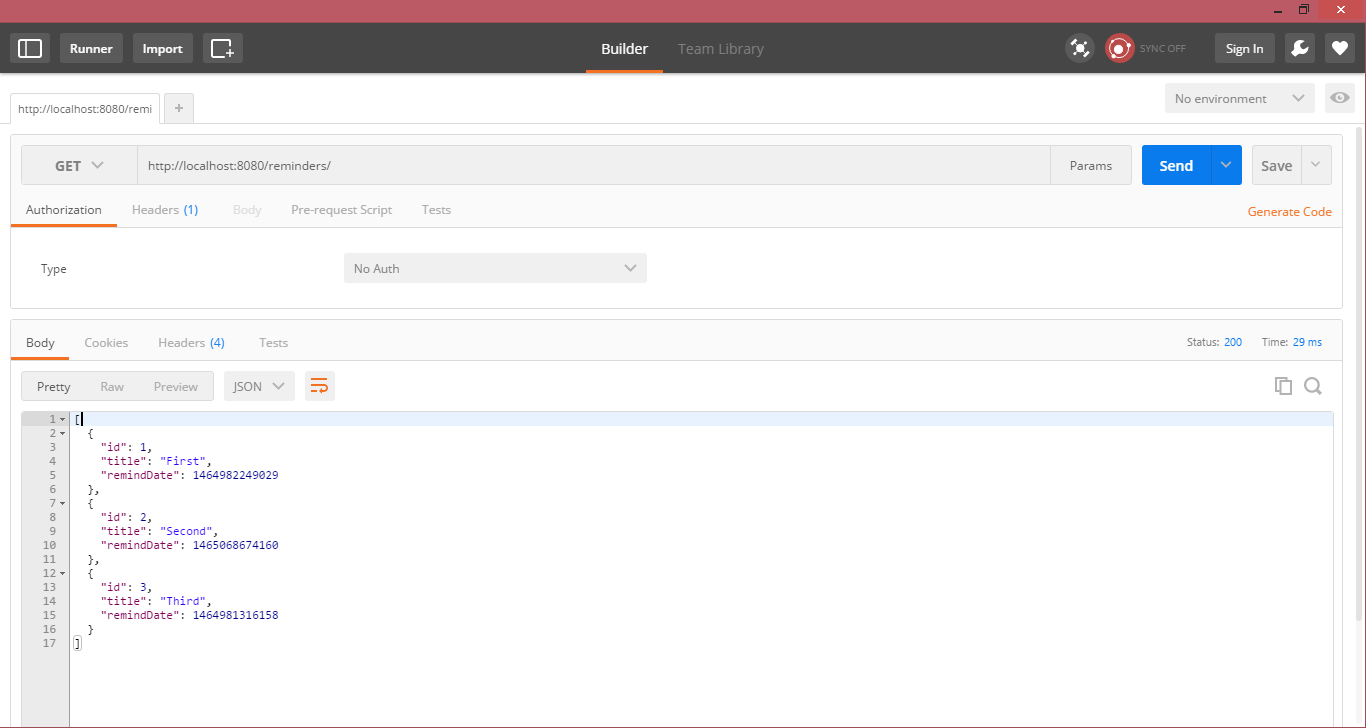 Runner Import Builder Team Library SYNC OFF Sign In
http://localhost:8080/remi + No environment
GET http://localhost:8080/reminders/ Params Send Save
Authorization Headers (1) Body Pre-request Script Tests Generate Code
Type No Auth
Body Cookies Headers (4) Tests Status: 200 Time: 29 ms
Pretty Raw Preview JSON
1 [
2 {
3 "id": 1,
4 "title": "First",
5 "remindDate": 1464982249029
6 },
7 {
8 "id": 2,
9 "title": "Second",
10 "remindDate": 1465068674160
11 },
12 {
13 "id": 3,
14 "title": "Third",
15 "remindDate": 1464981316158
16 }
17 ]